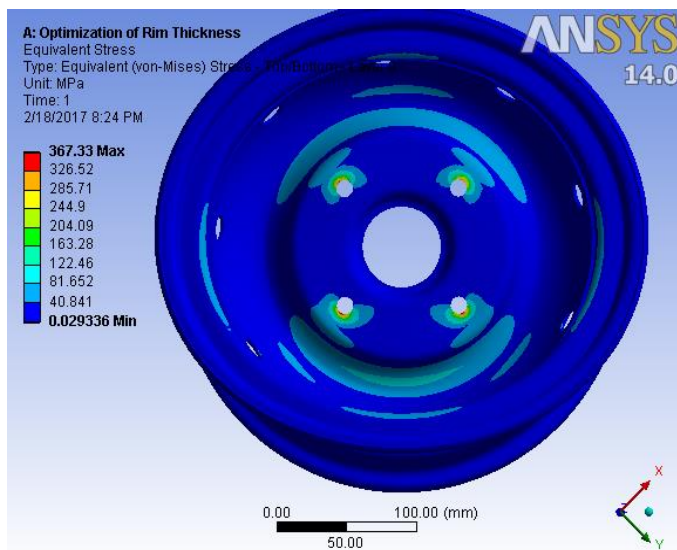 A: Optimization of Rim Thickness
Equivalent Stress
Type: Equivalent (von-Mises)
Unit: MPa
Time: 1
2/18/2017 8:24 PM
367.33 Max
326.52
285.71
244.9
204.09
163.28
122.46
81.652
40.841
0.029336 Min
ANSYS
14.0
0.00 100.00 (mm)
50.00
X
Y